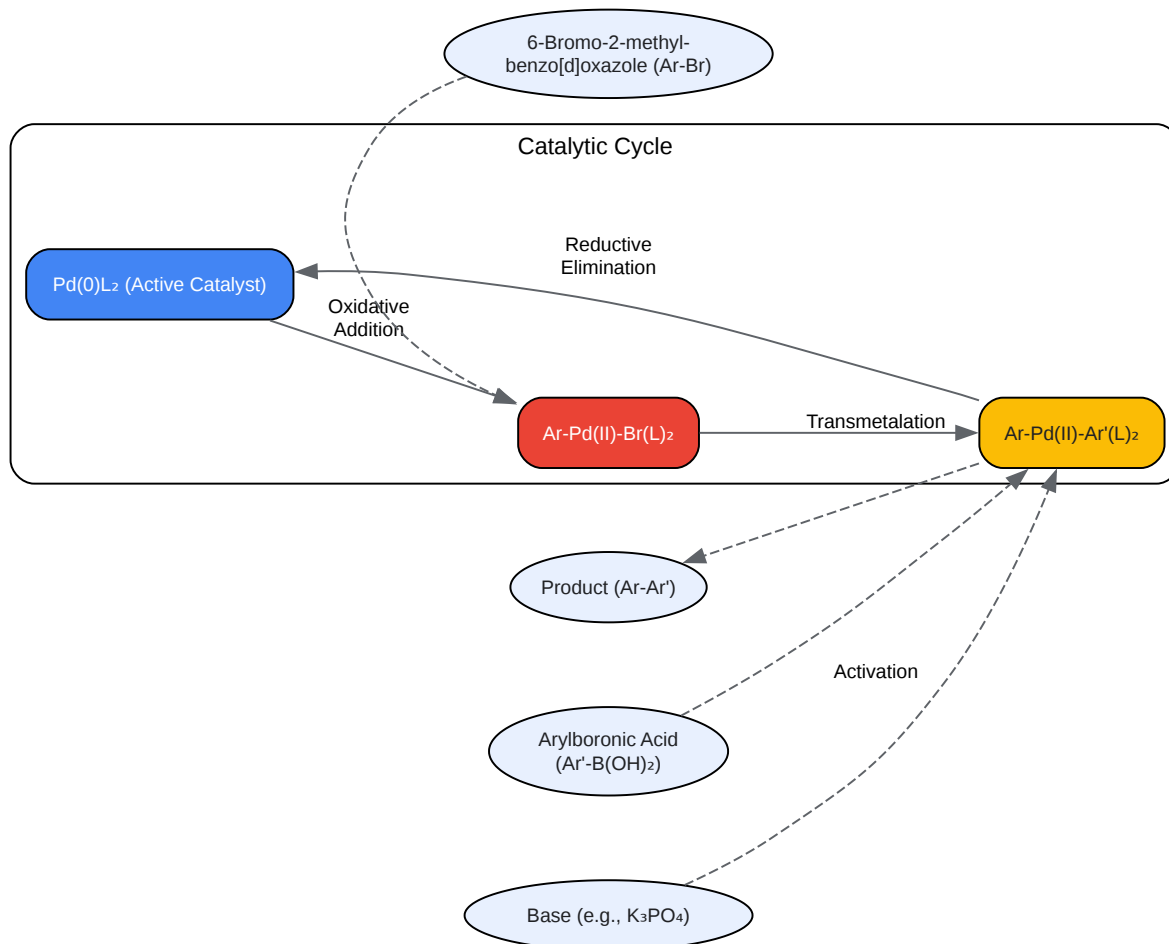 6-Bromo-2-methyl-
benzo[d]oxazole (Ar-Br)
Catalytic Cycle
Reductive
Elimination
Pd(0)L₂ (Active Catalyst)
Oxidative
Addition
Ar-Pd(II)-Br(L)₂
Transmetalation
Ar-Pd(II)-Ar'(L)₂
Product (Ar-Ar')
Activation
Arylboronic Acid
(Ar'-B(OH)₂)
Base (e.g., K₃PO₄)